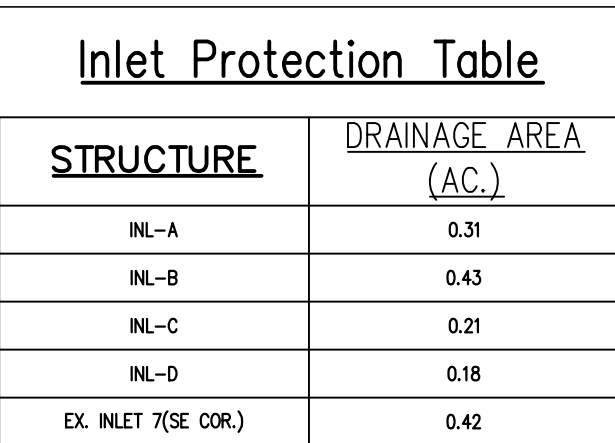 Inlet Protection Table
STRUCTURE DRAINAGE AREA
(AC.)
INL-A 0.31
INL-B 0.43
INL-C 0.21
INL-D 0.18
EX. INLET 7(SE COR.) 0.42